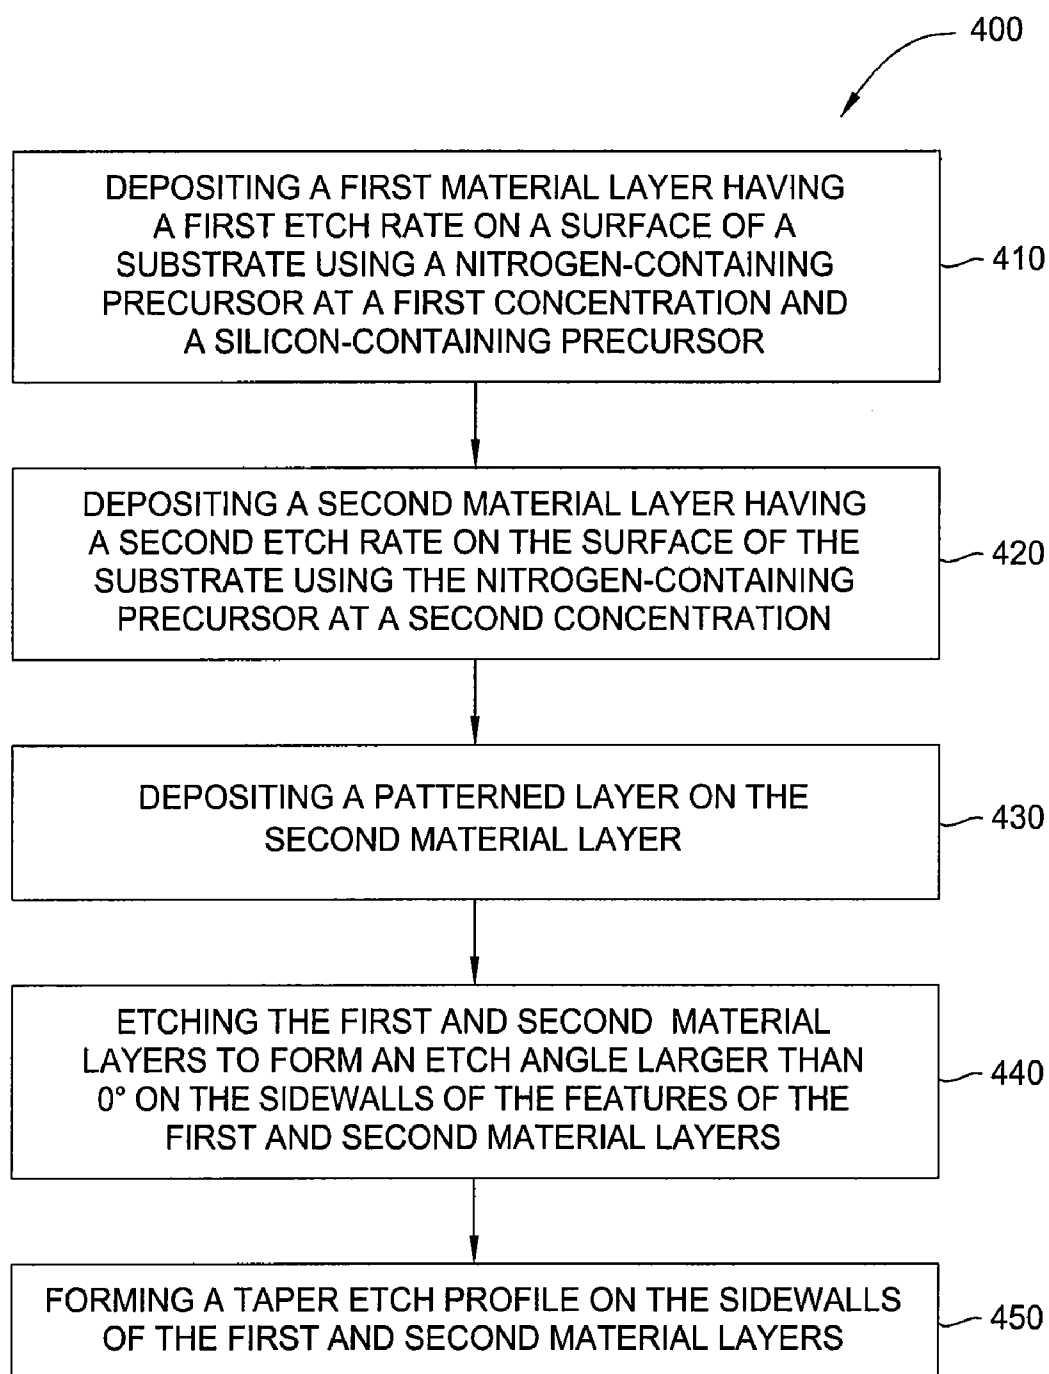 400
DEPOSITING A FIRST MATERIAL LAYER HAVING
A FIRST ETCH RATE ON A SURFACE OF A
SUBSTRATE USING A NITROGEN-CONTAINING
PRECURSOR AT A FIRST CONCENTRATION AND
A SILICON-CONTAINING PRECURSOR
410
DEPOSITING A SECOND MATERIAL LAYER HAVING
A SECOND ETCH RATE ON THE SURFACE OF THE
SUBSTRATE USING THE NITROGEN-CONTAINING
PRECURSOR AT A SECOND CONCENTRATION
420
DEPOSITING A PATTERNED LAYER ON THE
SECOND MATERIAL LAYER
430
ETCHING THE FIRST AND SECOND MATERIAL
LAYERS TO FORM AN ETCH ANGLE LARGER THAN
0° ON THE SIDEWALLS OF THE FEATURES OF THE
FIRST AND SECOND MATERIAL LAYERS
440
FORMING A TAPER ETCH PROFILE ON THE SIDEWALLS
OF THE FIRST AND SECOND MATERIAL LAYERS
450